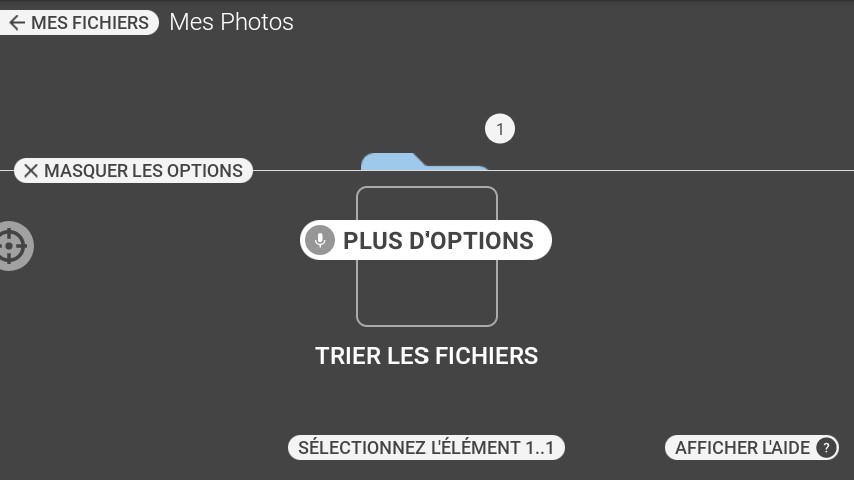 MES FICHIERS Mes Photos
1
MASQUER LES OPTIONS
PLUS D'OPTIONS
TRIER LES FICHIERS
SÉLECTIONNEZ L'ÉLÉMENT 1..1
AFFICHER L'AIDE ?